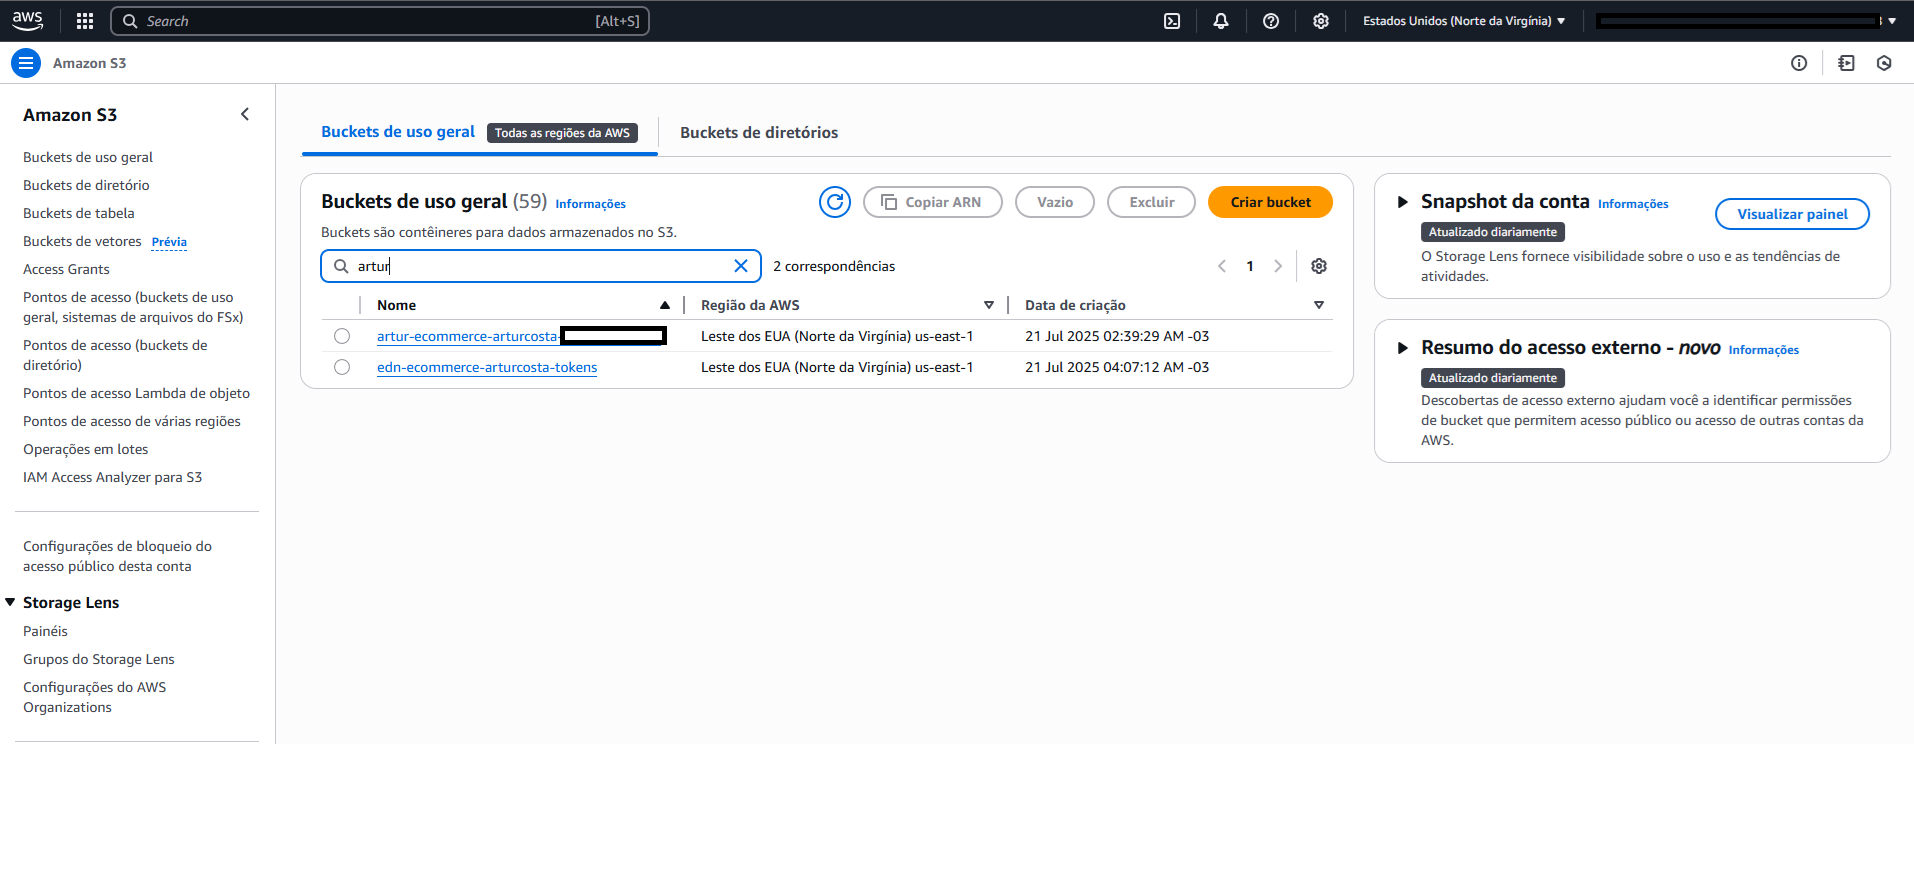 aws
Search [Alt+S]
Estados Unidos (Norte da Virgínia)
Amazon S3
Amazon S3
Buckets de uso geral
Buckets de diretório
Buckets de tabela
Buckets de vetores Prévia
Access Grants
Pontos de acesso (buckets de uso
geral, sistemas de arquivos do FSx)
Pontos de acesso (buckets de
diretório)
Pontos de acesso Lambda de objeto
Pontos de acesso de várias regiões
Operações em lotes
IAM Access Analyzer para S3
Configurações de bloqueio do
acesso público desta conta
Storage Lens
Painéis
Grupos do Storage Lens
Configurações do AWS
Organizations
Buckets de uso geral Todas as regiões da AWS
Buckets de diretórios
Buckets de uso geral (59) Informações
Copiar ARN
Vazio
Excluir
Criar bucket
Buckets são contêineres para dados armazenados no S3.
artur
2 correspondências
1
Nome Região da AWS Data de criação
artur-ecommerce-arturcosta- Leste dos EUA (Norte da Virgínia) us-east-1 21 Jul 2025 02:39:29 AM -03
edn-ecommerce-arturcosta-tokens Leste dos EUA (Norte da Virgínia) us-east-1 21 Jul 2025 04:07:12 AM -03
Snapshot da conta Informações
Visualizar painel
Atualizado diariamente
O Storage Lens fornece visibilidade sobre o uso e as tendências de
atividades.
Resumo do acesso externo - novo Informações
Atualizado diariamente
Descobertas de acesso externo ajudam você a identificar permissões
de bucket que permitem acesso público ou acesso de outras contas da
AWS.